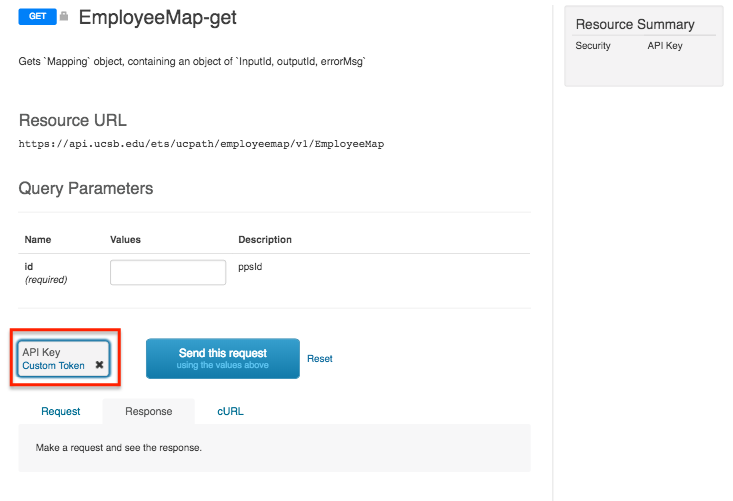 GET EmployeeMap-get
Gets `Mapping` object, containing an object of `InputId, outputId, errorMsg`
Resource URL
https://api.ucsb.edu/ets/ucpath/employeemap/v1/EmployeeMap
Query Parameters
Name Values Description
id ppsId
(required)
API Key
Custom Token ✖
Send this request
using the values above
Reset
Request Response cURL
Make a request and see the response.
Resource Summary
Security API Key